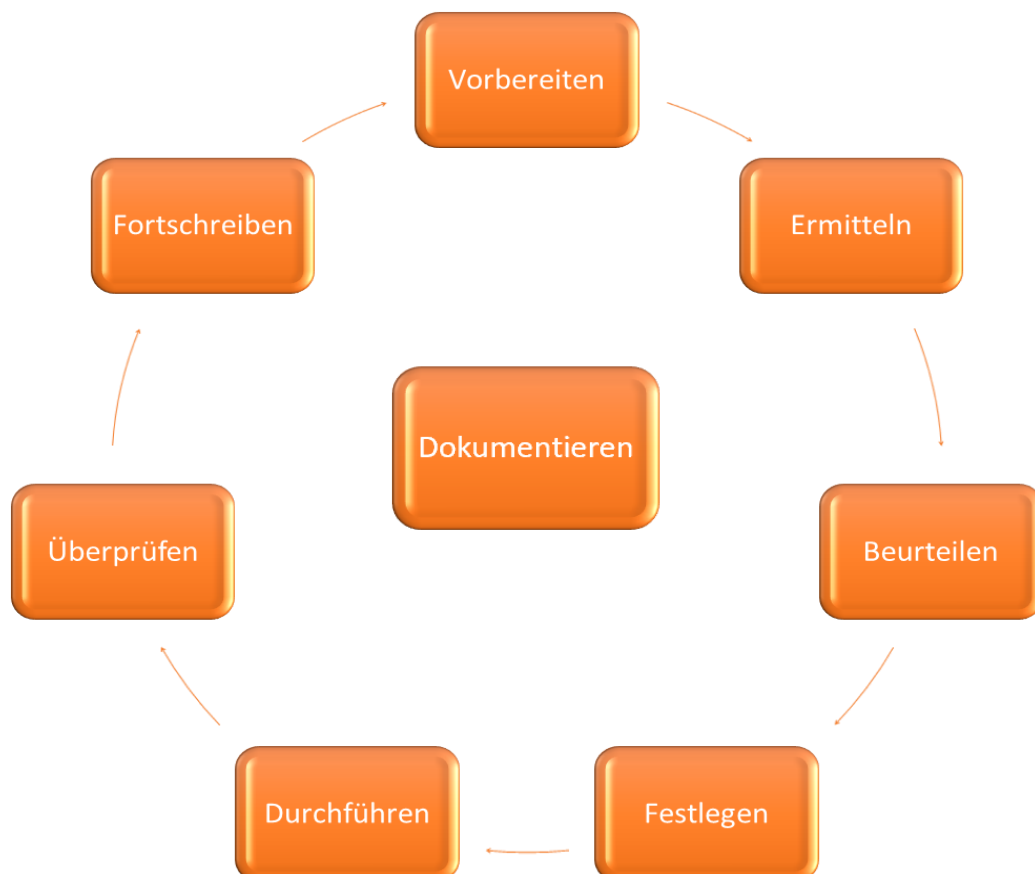 Vorbereiten
Ermitteln
Beurteilen
Festlegen
Durchführen
Überprüfen
Fortschreiben
Dokumentieren